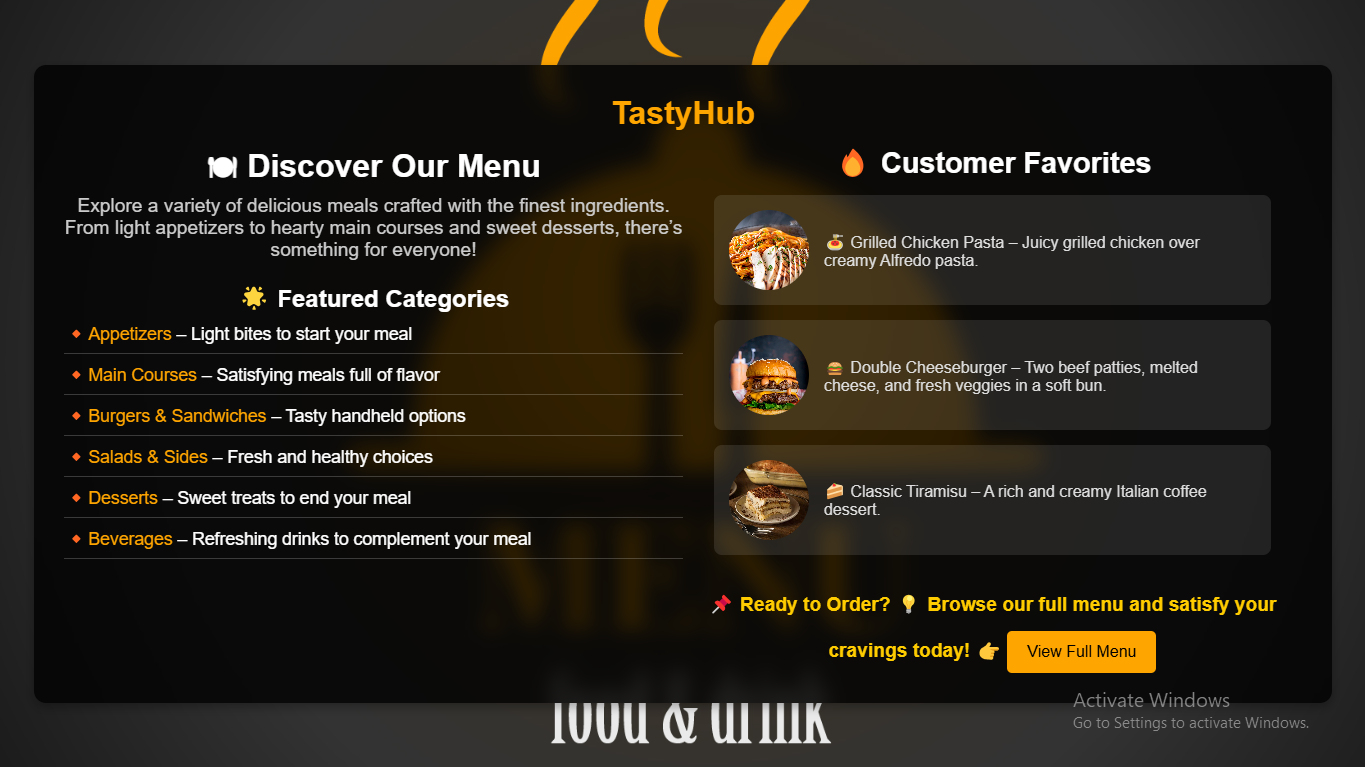 TastyHub
🍽️ Discover Our Menu
Explore a variety of delicious meals crafted with the finest ingredients.
From light appetizers to hearty main courses and sweet desserts, there's
something for everyone!
🌟 Featured Categories
🔸 Appetizers – Light bites to start your meal
🔸 Main Courses – Satisfying meals full of flavor
🔸 Burgers & Sandwiches – Tasty handheld options
🔸 Salads & Sides – Fresh and healthy choices
🔸 Desserts – Sweet treats to end your meal
🔸 Beverages – Refreshing drinks to complement your meal
🔥 Customer Favorites
🍝 Grilled Chicken Pasta – Juicy grilled chicken over
creamy Alfredo pasta.
🍔 Double Cheeseburger – Two beef patties, melted
cheese, and fresh veggies in a soft bun.
🍰 Classic Tiramisu – A rich and creamy Italian coffee
dessert.
📌 Ready to Order? 💡 Browse our full menu and satisfy your
cravings today! 👉 View Full Menu
MENU
food & drink
Activate Windows
Go to Settings to activate Windows.